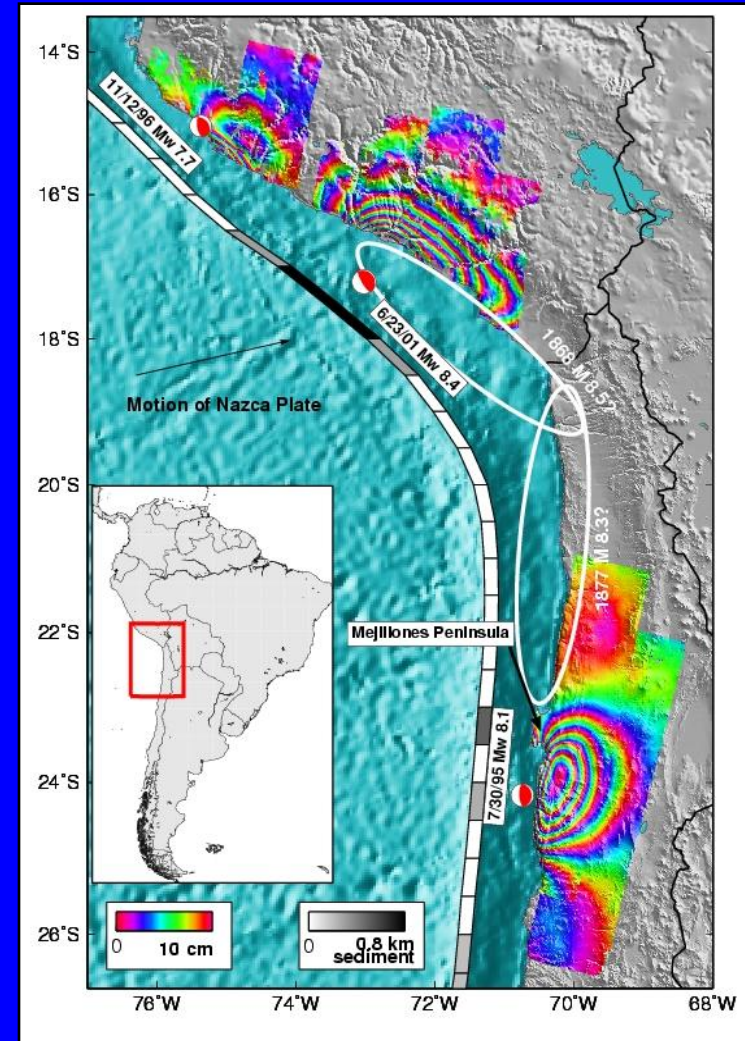 14°S
16°S
18°S
20°S
22°S
24°S
26°S
11/12/96 Mw 7.7
6/23/01 Mw 8.4
1868 M 8.5?
Motion of Nazca Plate
1877 M 8.3?
Mejillones Peninsula
7/30/95 Mw 8.1
0 10 cm
0 0.8 km
sediment
76°W 74°W 72°W 70°W 68°W